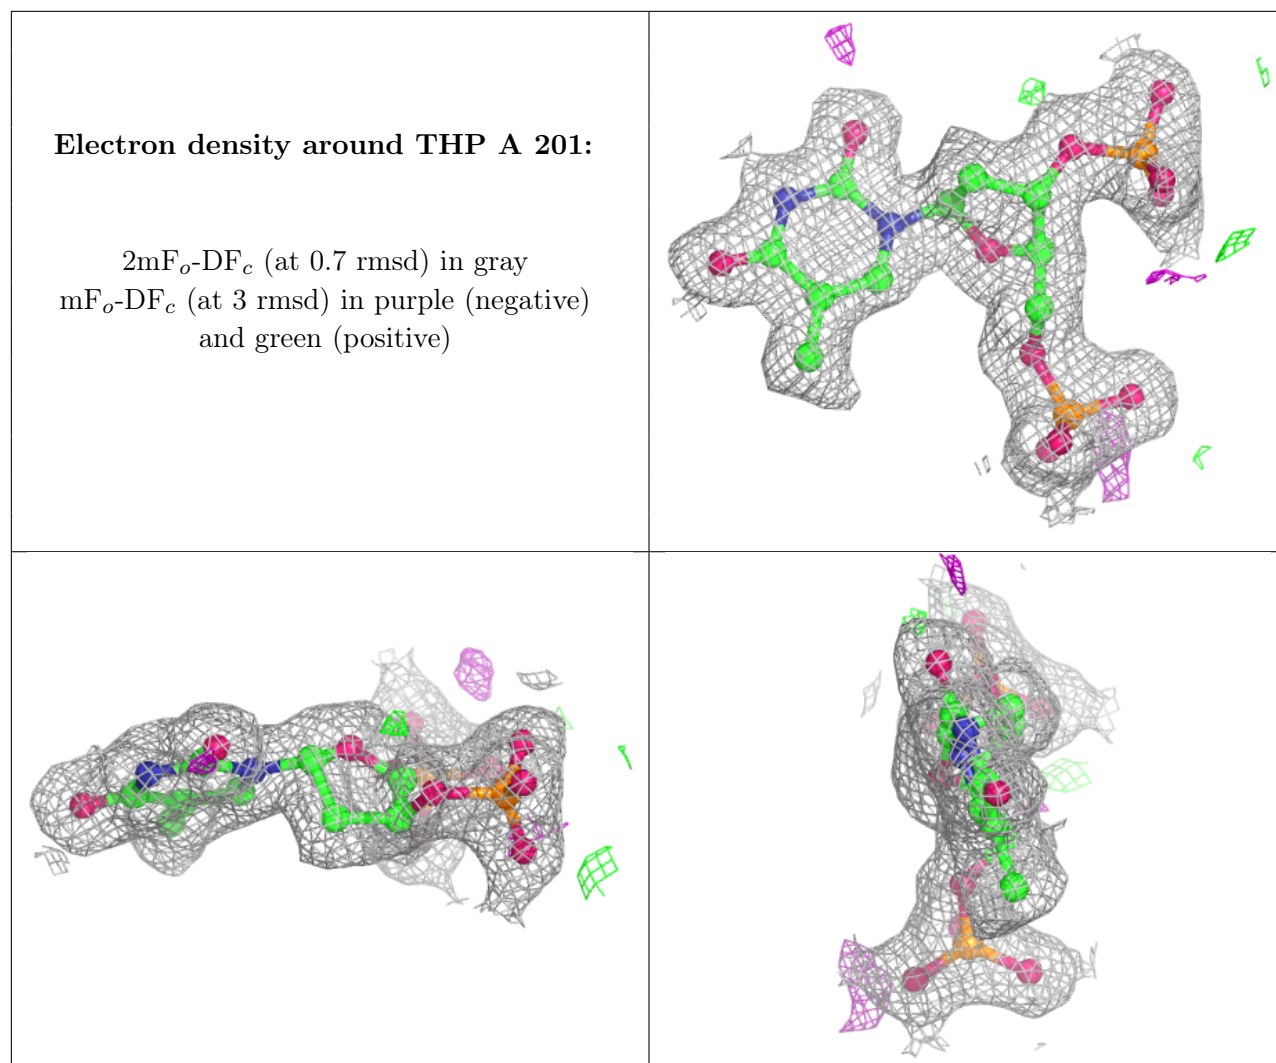 Electron density around THP A 201:
2mFo-DFc (at 0.7 rmsd) in gray
mFo-DFc (at 3 rmsd) in purple (negative)
and green (positive)